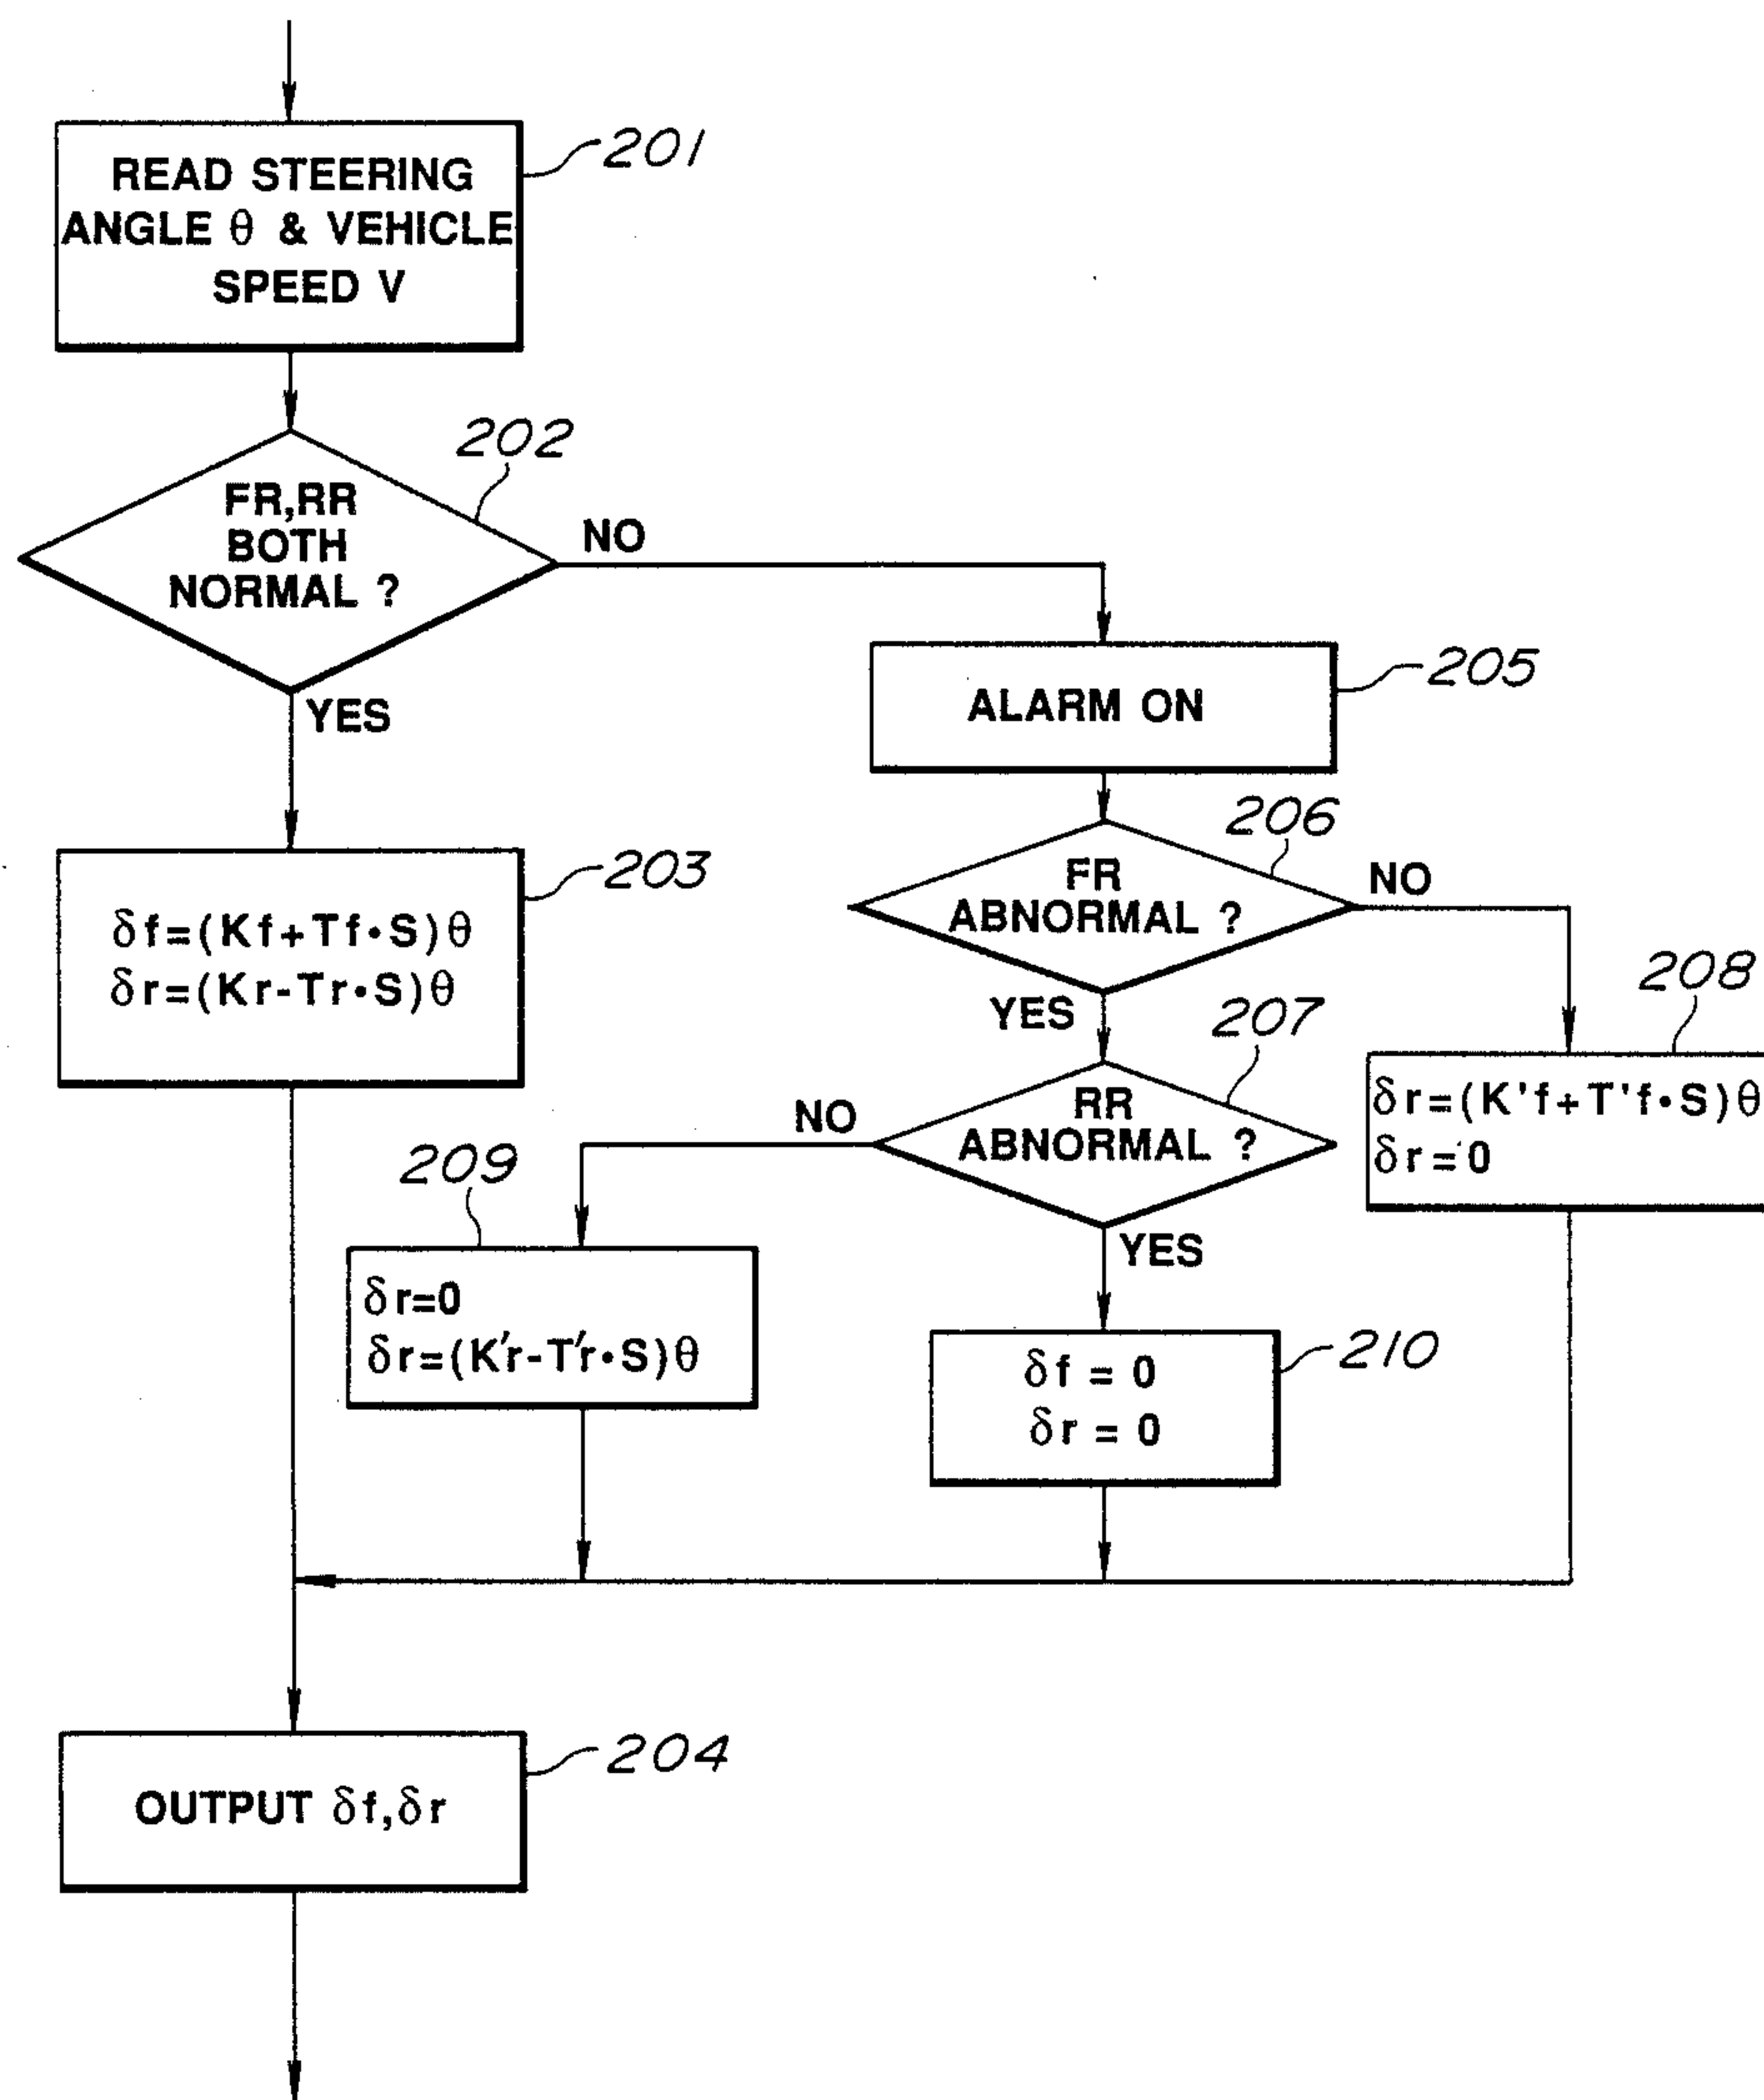 201
READ STEERING
ANGLE θ & VEHICLE
SPEED V
202
FR,RR
BOTH
NORMAL ?
NO
YES
205
ALARM ON
206
FR
ABNORMAL ?
NO
YES
203
δf=(Kf+Tf•S)θ
δr=(Kr-Tr•S)θ
207
RR
ABNORMAL ?
NO
YES
208
δr=(K'f+T'f•S)θ
δr=0
209
δr=0
δr=(K'r-T'r•S)θ
210
δf = 0
δr = 0
204
OUTPUT δf,δr